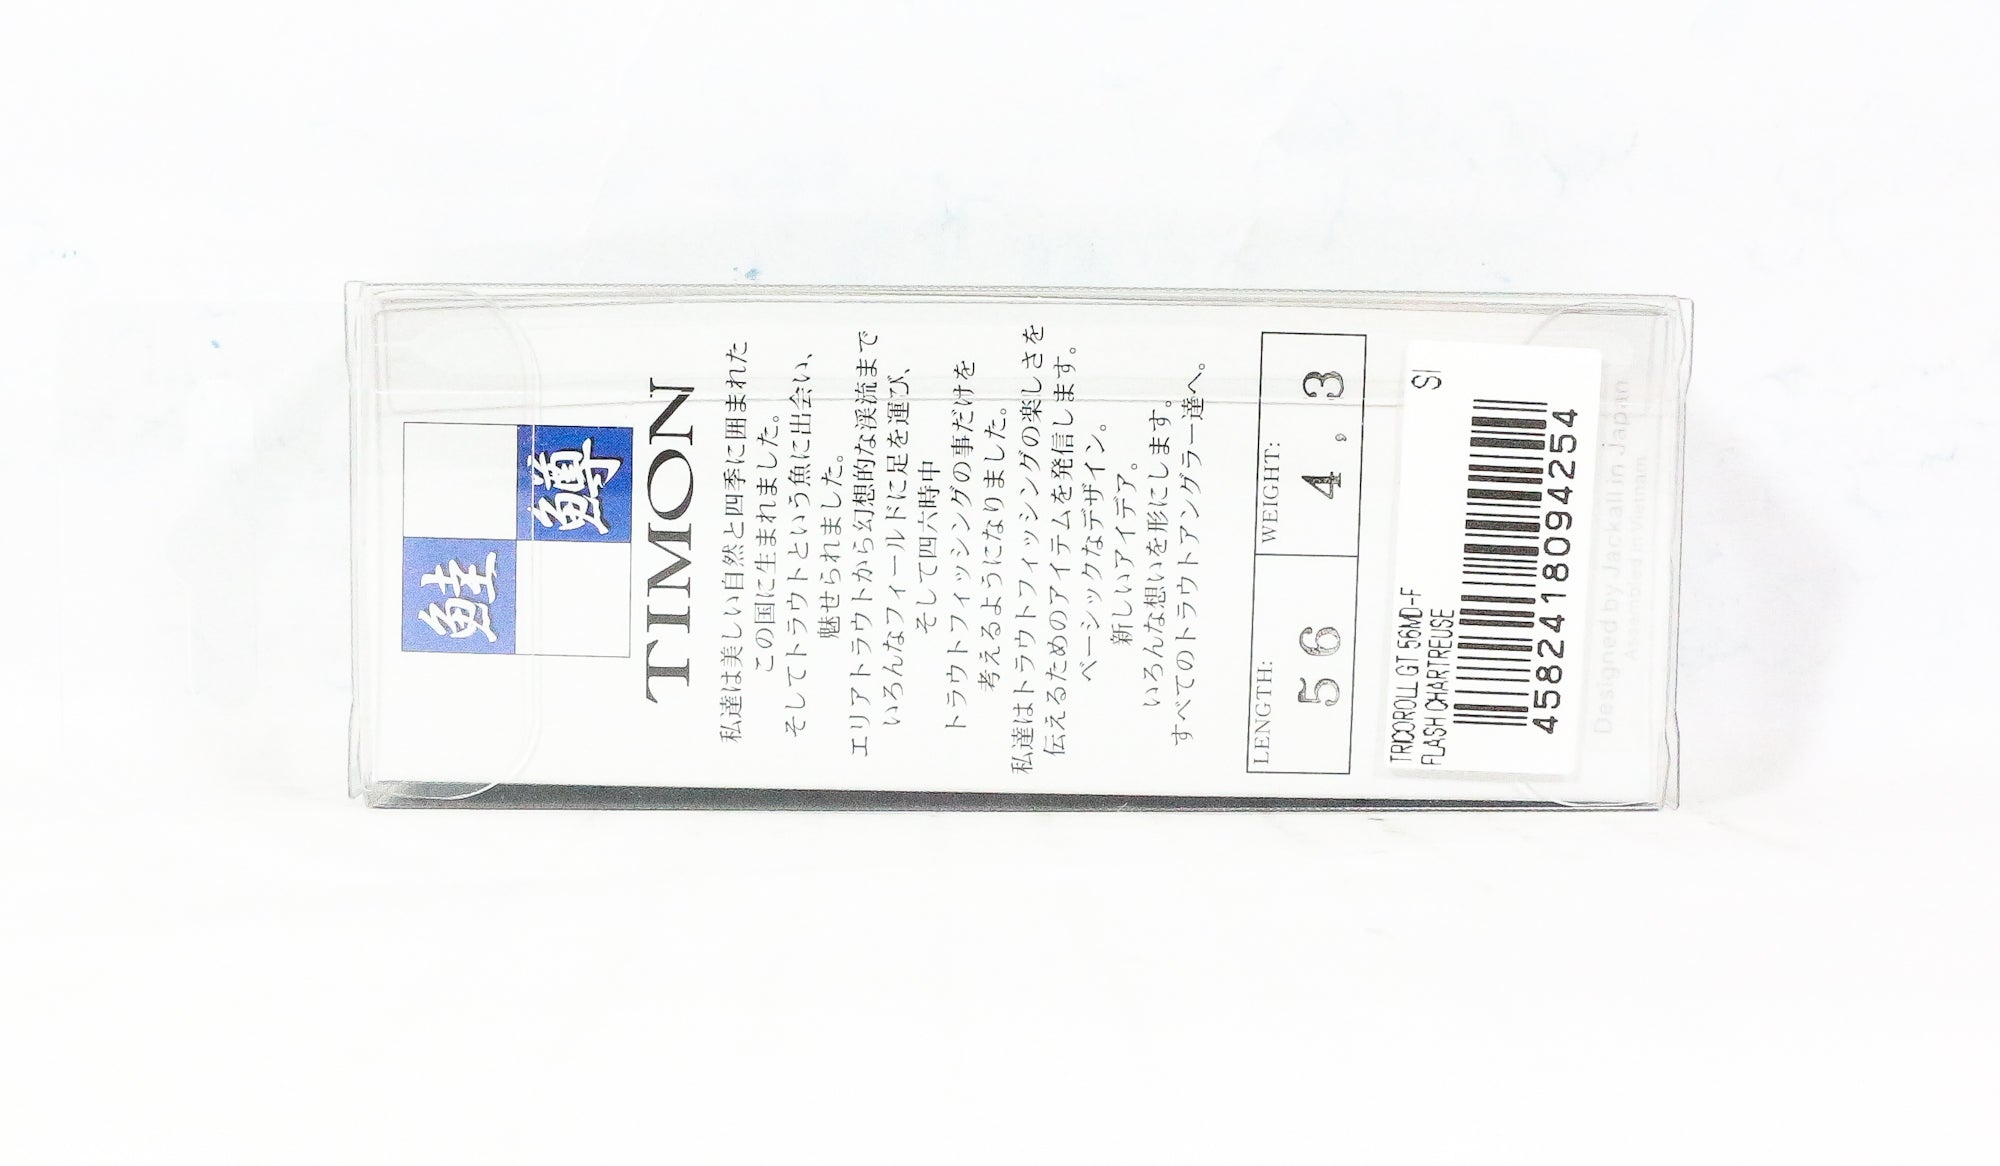 鮭
鱒
TIMON
私達は美しい自然と四季に囲まれた
この国に生まれました。
そしてトラウトという魚に出会い、
魅せられました。
エリアトラウトから幻想的な渓流まで
いろんなフィールドに足を運び、
そして四六時中
トラウトフィッシングの事だけを
考えるようになりました。
私達はトラウトフィッシングの楽しさを
伝えるためのアイテムを発信します。
ベーシックなデザイン。
新しいアイデア。
いろんな想いを形にします。
すべてのトラウトアングラー達へ。
LENGTH: WEIGHT:
56 4,3
TRICOROLL GT 56MD-F SI
FLASH CHARTREUSE
4582418094254
Designed by Jackall in Japan
Assembled in Vietnam